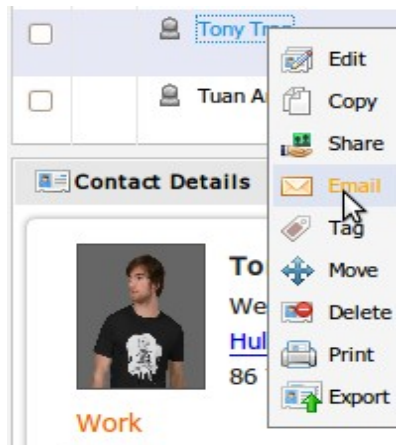 Tony
Edit
Tuan
Copy
Share
Contact Details
Email
Tag
Move
Delete
Print
86
Export
Work